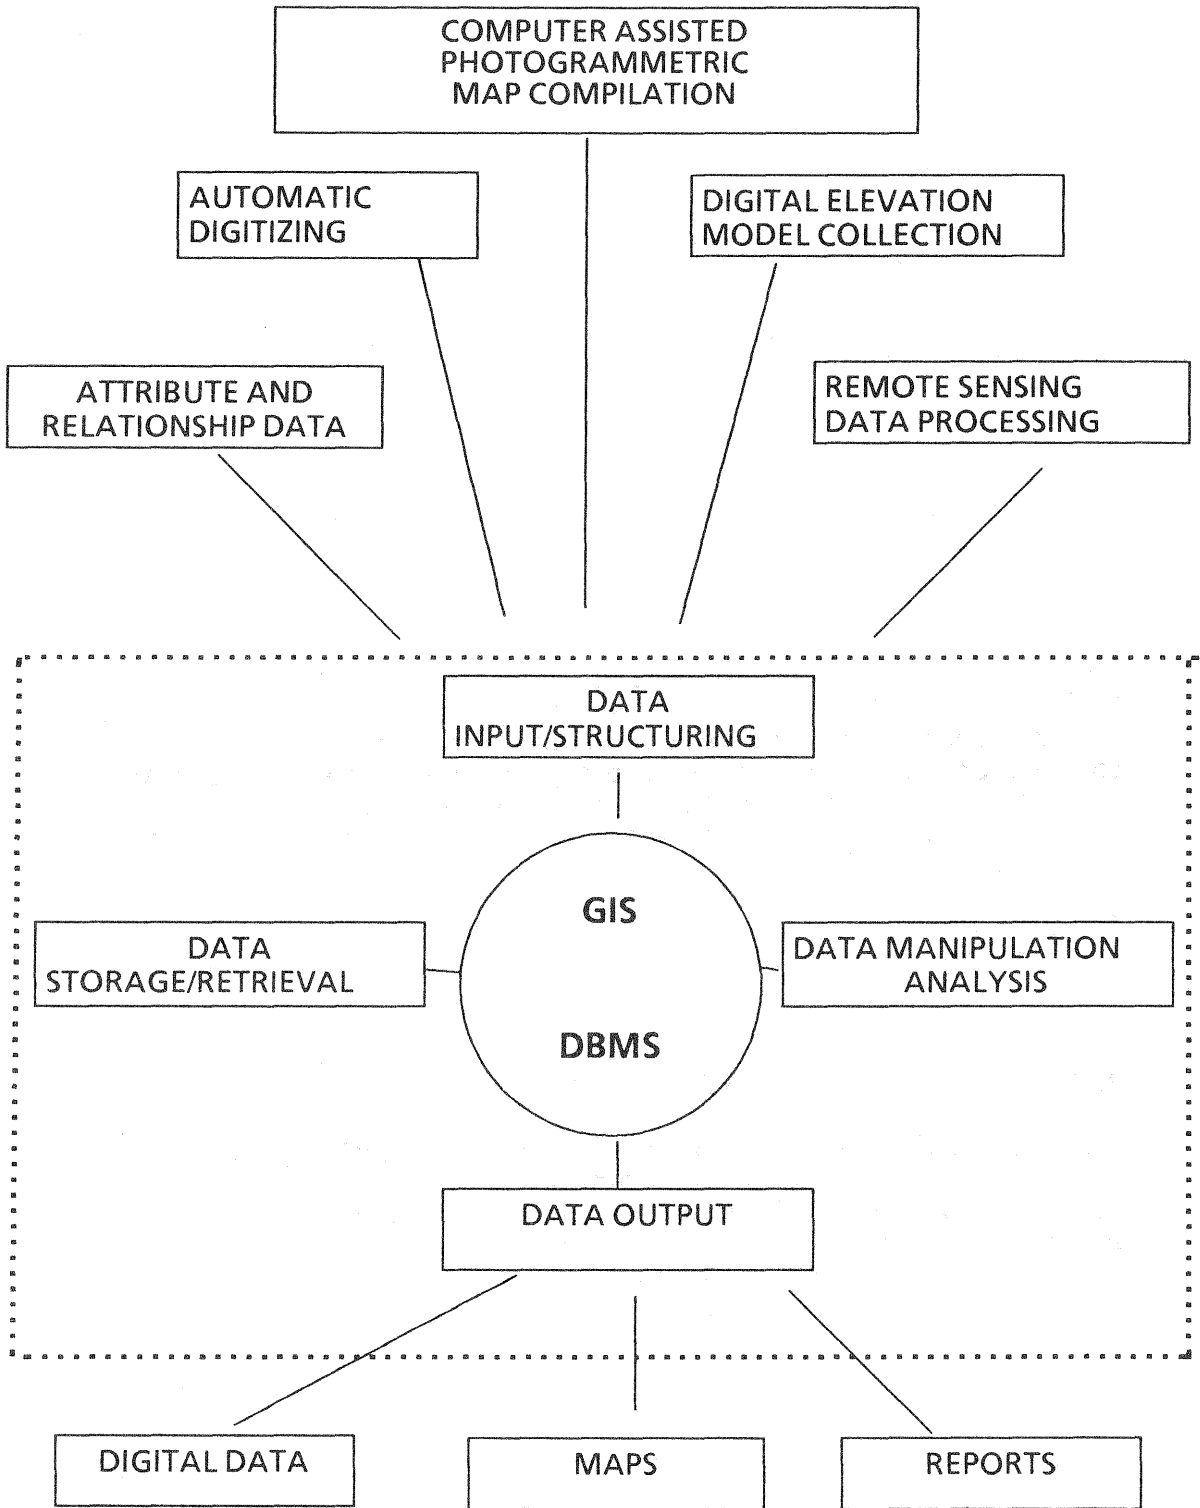 COMPUTER ASSISTED
PHOTOGRAMMETRIC
MAP COMPILATION
AUTOMATIC
DIGITIZING
DIGITAL ELEVATION
MODEL COLLECTION
ATTRIBUTE AND
RELATIONSHIP DATA
REMOTE SENSING
DATA PROCESSING
DATA
INPUT/STRUCTURING
GIS
DATA
STORAGE/RETRIEVAL
DATA MANIPULATION
ANALYSIS
DBMS
DATA OUTPUT
DIGITAL DATA
MAPS
REPORTS